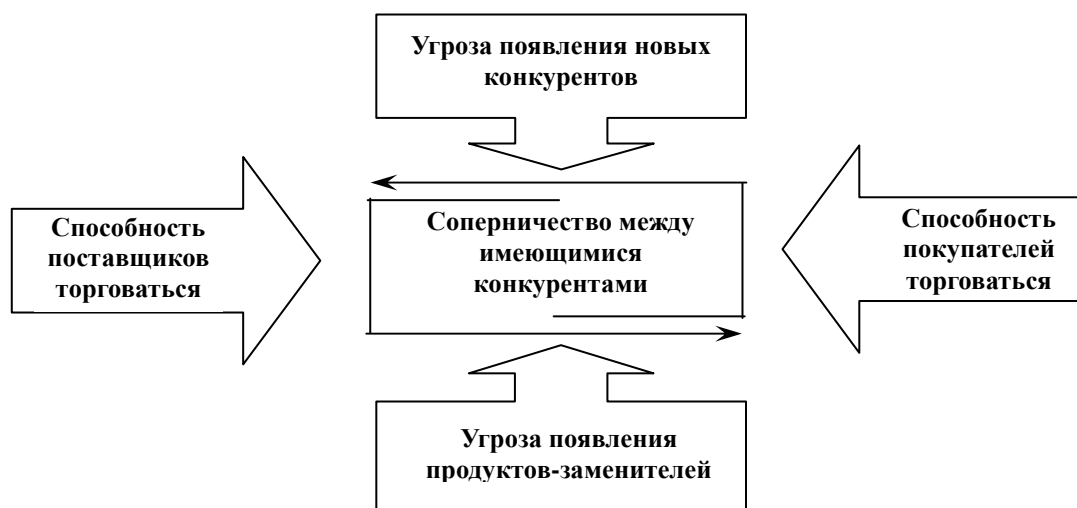 Угроза появления новых
конкурентов
Способность
поставщиков
торговаться
Соперничество между
имеющимися
конкурентами
Способность
покупателей
торговаться
Угроза появления
продуктов-заменителей